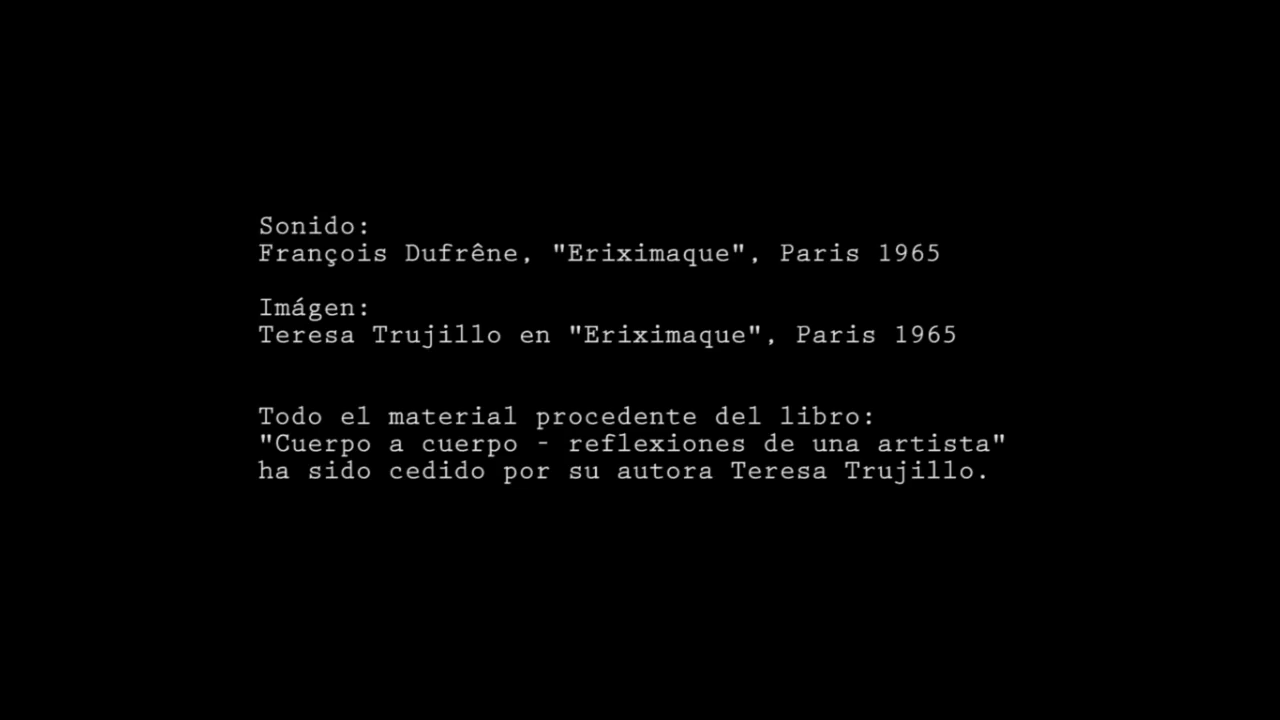 Sonido:
François Dufrêne, "Eriximaque", Paris 1965
Imágen:
Teresa Trujillo en "Eriximaque", Paris 1965
Todo el material procedente del libro:
"Cuerpo a cuerpo - reflexiones de una artista"
ha sido cedido por su autora Teresa Trujillo.